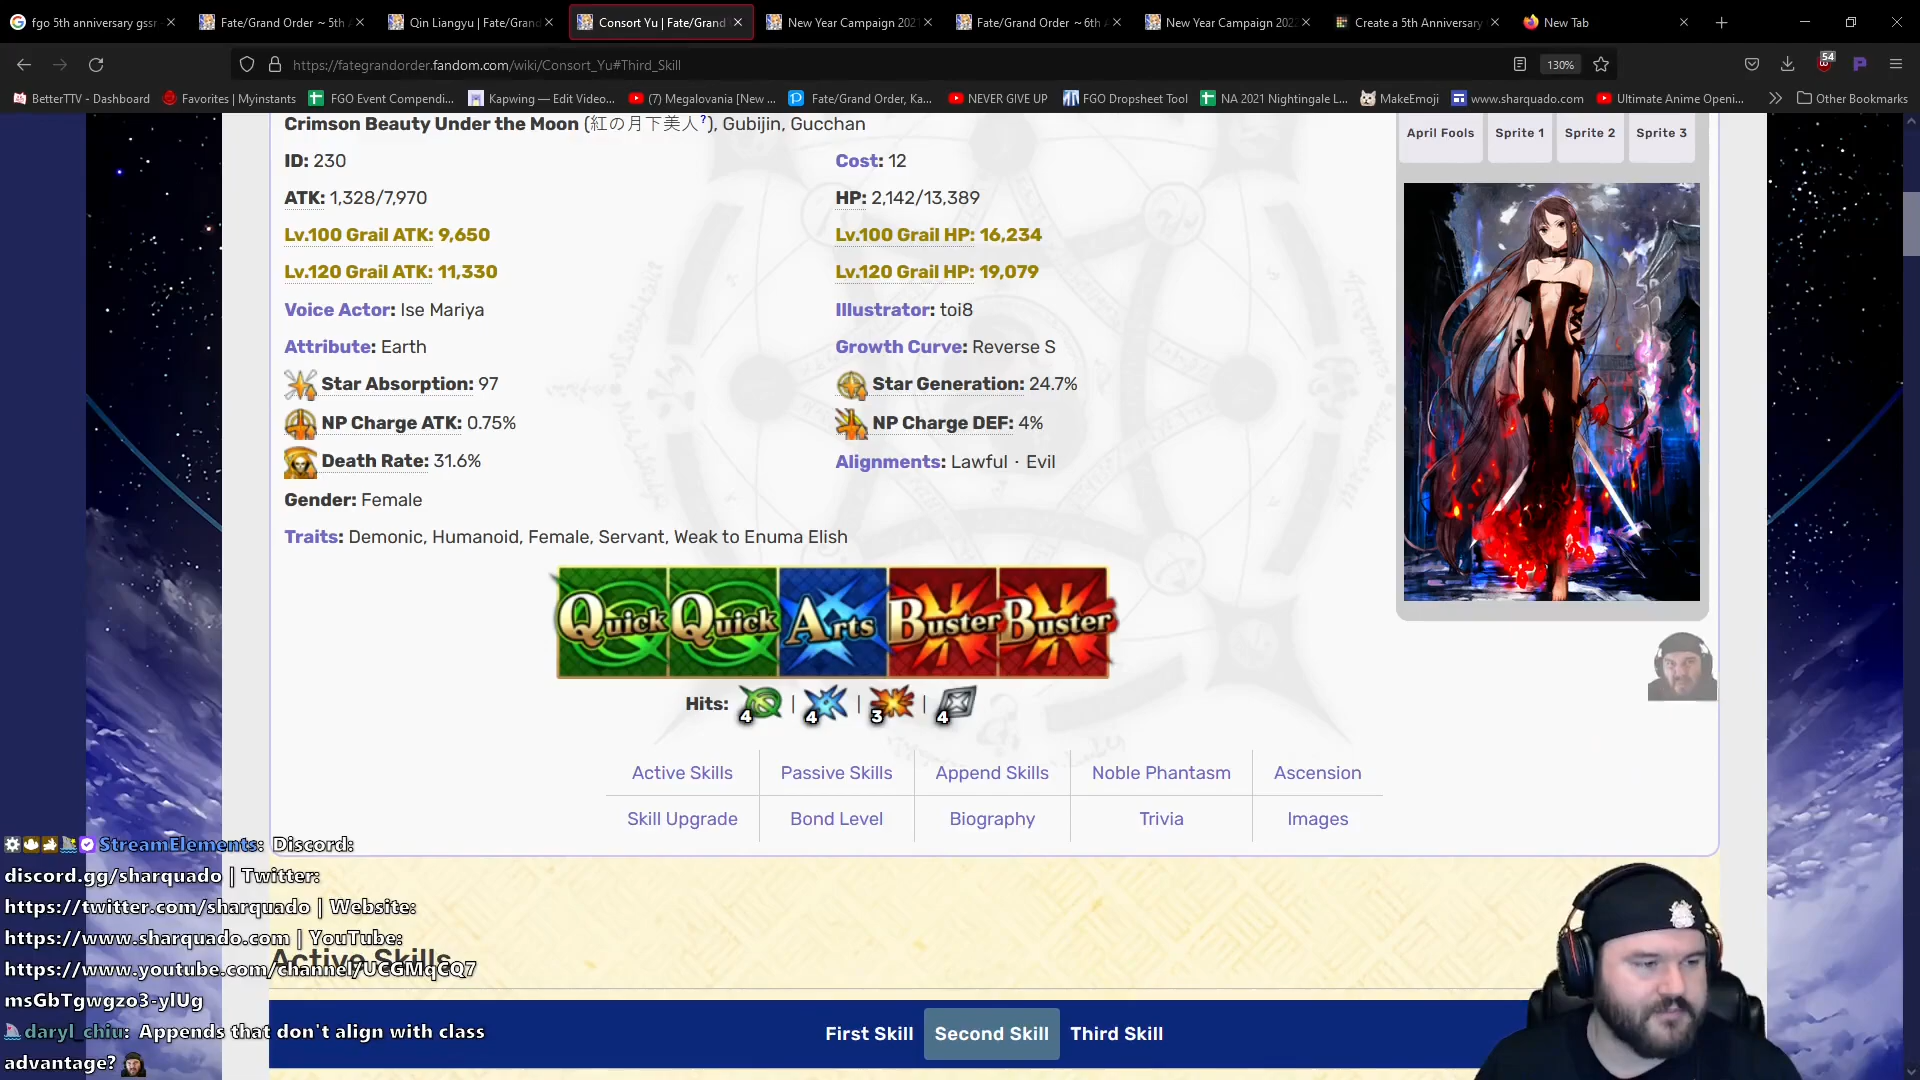 fgo 5th anniversary gssr
Fate/Grand Order ~ 5th A
Qin Liangyu | Fate/Grand
Consort Yu | Fate/Grand
New Year Campaign 2021
Fate/Grand Order ~ 6th A
New Year Campaign 202
Create a 5th Anniversary
New Tab
https://fategrandorder.fandom.com/wiki/Consort_Yu#Third_Skill
130%
54
BetterTTV - Dashboard
Favorites | Myinstants
FGO Event Compendi...
Kapwing — Edit Video...
(7) Megalovania [New ...
Fate/Grand Order, Ka...
NEVER GIVE UP
FGO Dropsheet Tool
NA 2021 Nightingale L...
MakeEmoji
www.sharquado.com
Ultimate Anime Openi...
Other Bookmarks
Crimson Beauty Under the Moon (紅の月下美人?), Gubijin, Gucchan
April Fools
Sprite 1
Sprite 2
Sprite 3
ID: 230
Cost: 12
ATK: 1,328/7,970
HP: 2,142/13,389
Lv.100 Grail ATK: 9,650
Lv.100 Grail HP: 16,234
Lv.120 Grail ATK: 11,330
Lv.120 Grail HP: 19,079
Voice Actor: Ise Mariya
Illustrator: toi8
Attribute: Earth
Growth Curve: Reverse S
Star Absorption: 97
Star Generation: 24.7%
NP Charge ATK: 0.75%
NP Charge DEF: 4%
Death Rate: 31.6%
Alignments: Lawful · Evil
Gender: Female
Traits: Demonic, Humanoid, Female, Servant, Weak to Enuma Elish
Quick Quick Arts Buster Buster
Hits: 4 | 4 | 3 | 4
Active Skills
Passive Skills
Append Skills
Noble Phantasm
Ascension
Skill Upgrade
Bond Level
Biography
Trivia
Images
StreamElements: Discord:
discord.gg/sharquado | Twitter:
https://twitter.com/sharquado | Website:
https://www.sharquado.com | YouTube:
Active Skills
https://www.youtube.com/channel/UCGMqCQ7
msGbTgwgzo3-ylUg
daryl_chiu: Appends that don't align with class
advantage?
First Skill
Second Skill
Third Skill